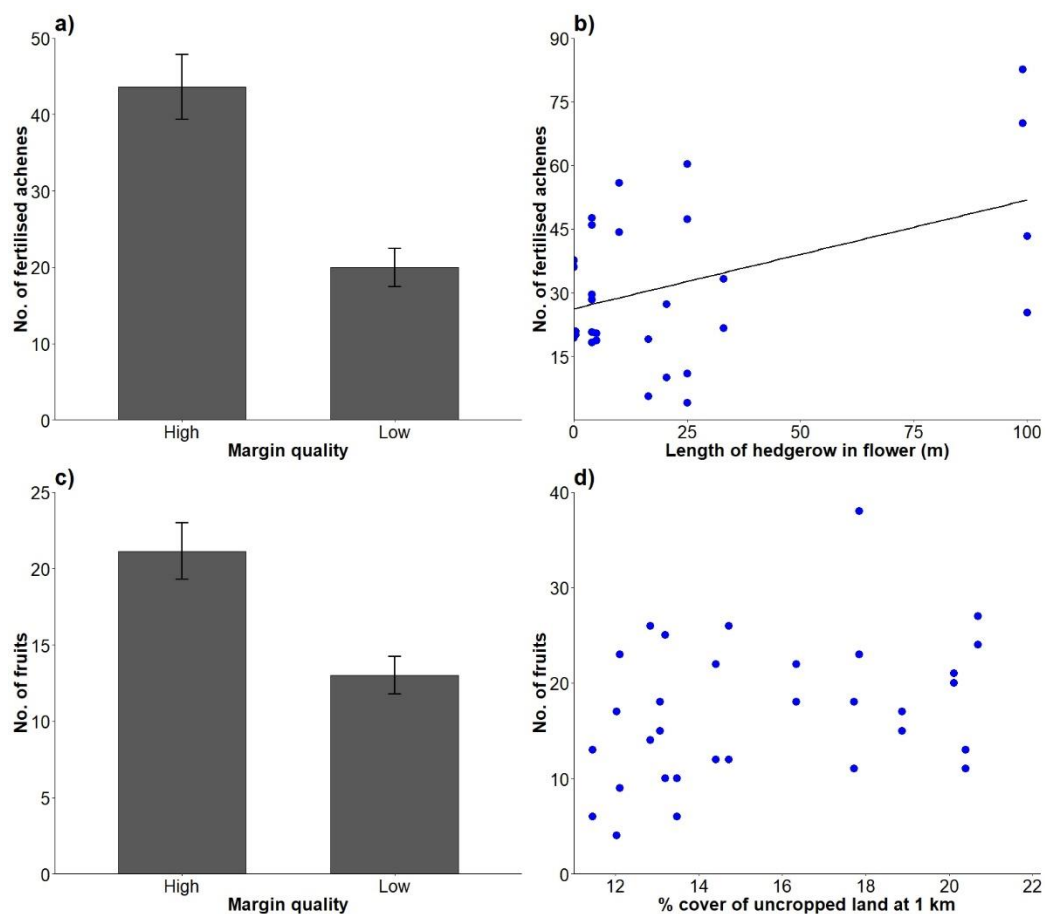 a)
No. of fertilised achenes
50
40
30
20
10
0
High
Low
Margin quality
b)
No. of fertilised achenes
90
75
60
45
30
15
0
25
50
75
100
Length of hedgerow in flower (m)
c)
No. of fruits
25
20
15
10
5
0
High
Low
Margin quality
d)
No. of fruits
40
30
20
10
0
12
14
16
18
20
22
% cover of uncropped land at 1 km